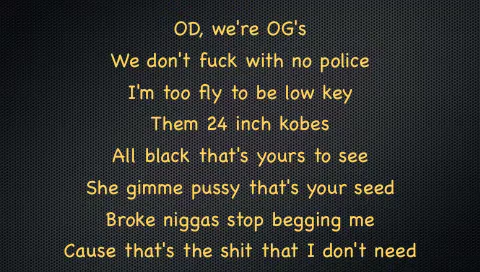 OD, we're OG's
We don't fuck with no police
I'm too fly to be low key
Them 24 inch kobes
All black that's yours to see
She gimme pussy that's your seed
Broke niggas stop begging me
Cause that's the shit that I don't need